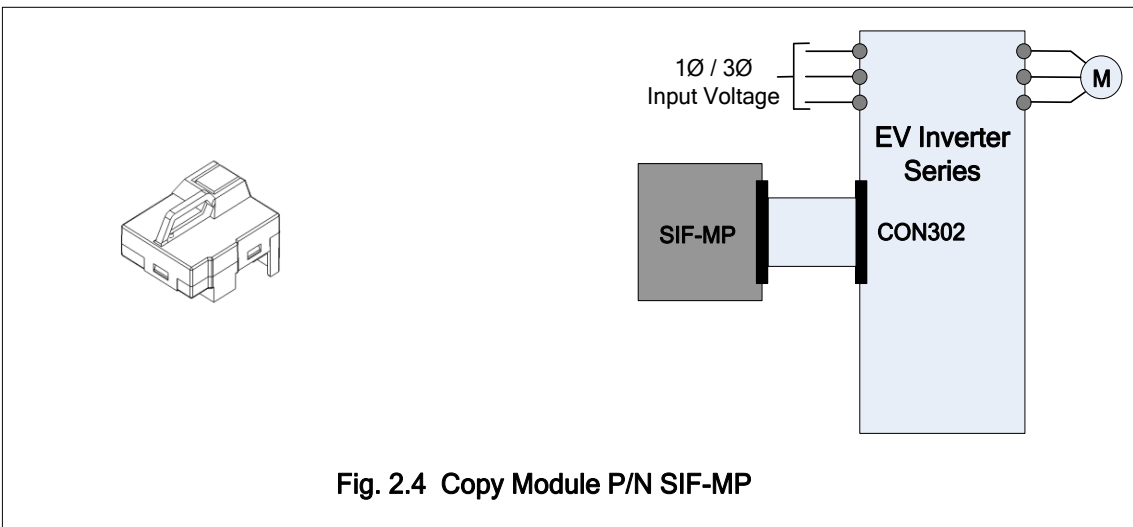 1Ø / 3Ø
Input Voltage
M
EV Inverter
Series
SIF-MP
CON302
Fig. 2.4 Copy Module P/N SIF-MP